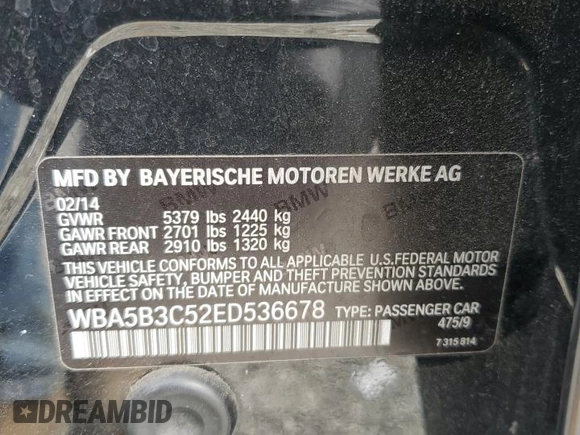 MFD BY BAYERISCHE MOTOREN WERKE AG
02/14
GVWR 5379 lbs 2440 kg
GAWR FRONT 2701 lbs 1225 kg
GAWR REAR 2910 lbs 1320 kg
THIS VEHICLE CONFORMS TO ALL APPLICABLE U.S.FEDERAL MOTOR
VEHICLE SAFETY, BUMPER AND THEFT PREVENTION STANDARDS
IN EFFECT ON THE DATE OF MANUFACTURE SHOWN ABOVE.
WBA5B3C52ED536678 TYPE: PASSENGER CAR
475/9
7 315 814
BMW
DREAMBID